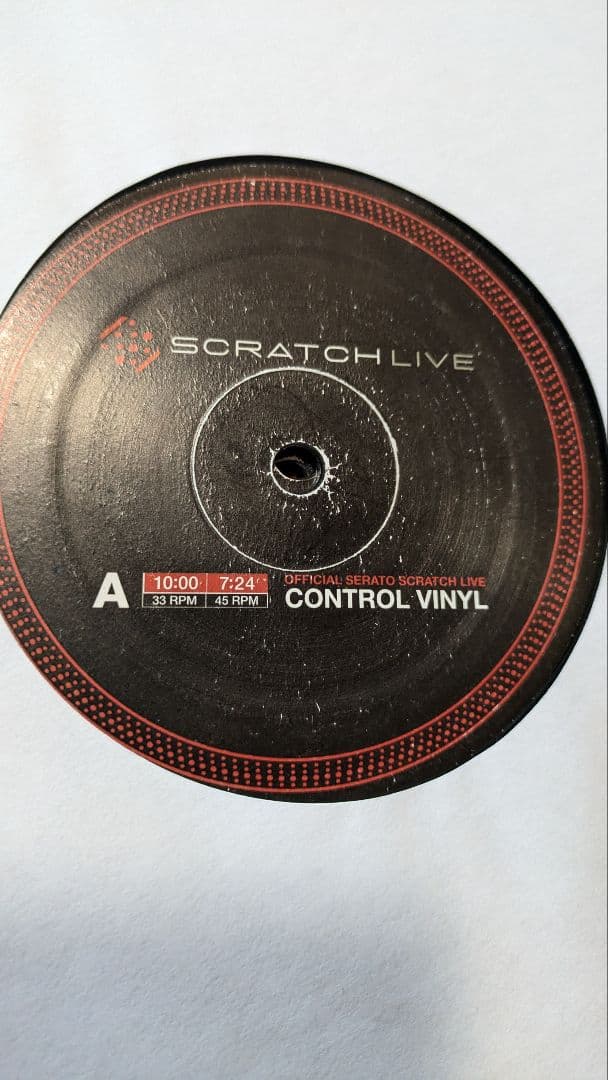 SCRATCH LIVE
A
10:00 7:24
33 RPM 45 RPM
OFFICIAL SERATO SCRATCH LIVE
CONTROL VINYL